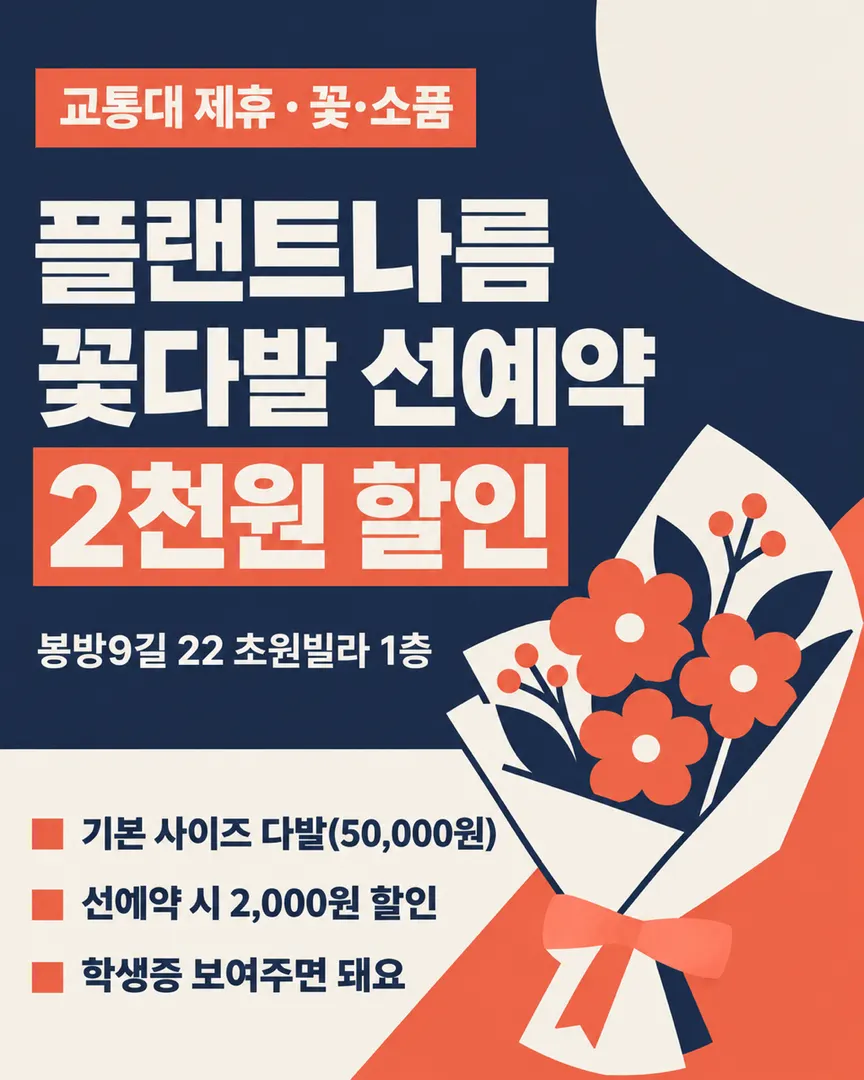 교통대 제휴 • 꽃·소품
플랜트나름
꽃다발 선예약
2천원 할인
봉방9길 22 초원빌라 1층
기본 사이즈 다발(50,000원)
선예약 시 2,000원 할인
학생증 보여주면 돼요